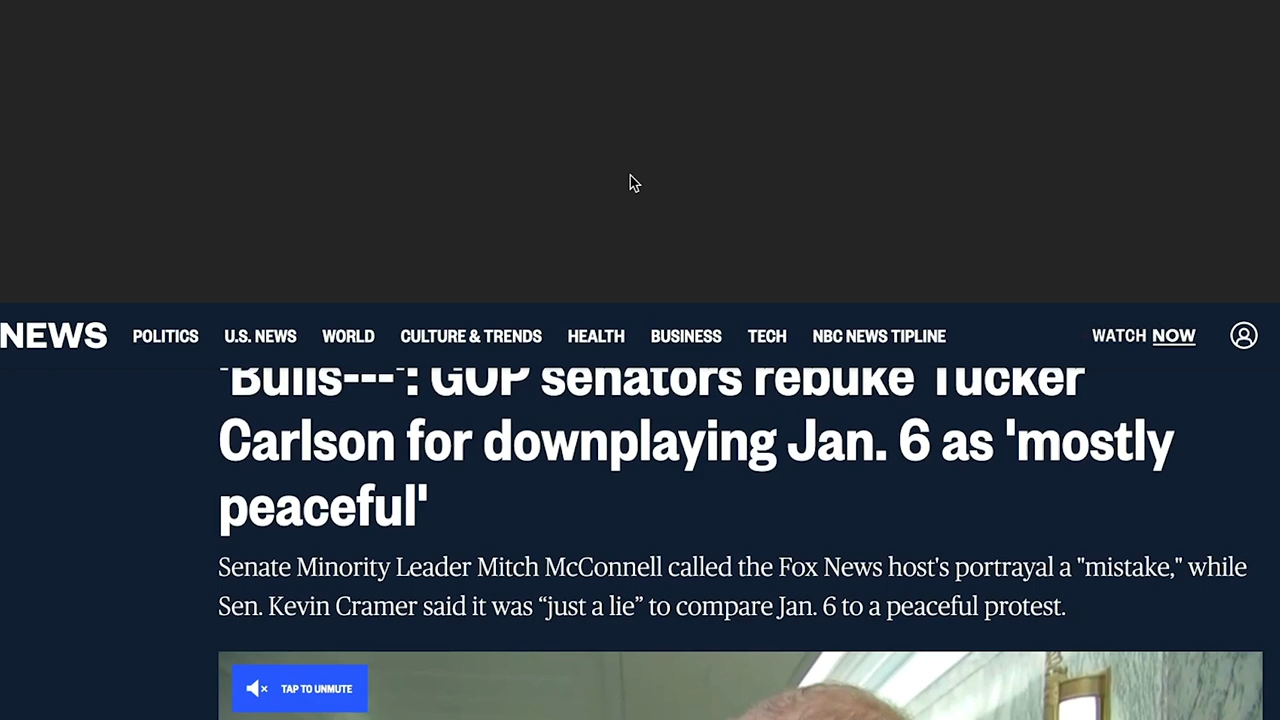 NEWS POLITICS U.S. NEWS WORLD CULTURE & TRENDS HEALTH BUSINESS TECH NBC NEWS TIPLINE WATCH NOW
'Bulls---': GOP senators rebuke Tucker
Carlson for downplaying Jan. 6 as 'mostly
peaceful'
Senate Minority Leader Mitch McConnell called the Fox News host's portrayal a "mistake," while
Sen. Kevin Cramer said it was “just a lie” to compare Jan. 6 to a peaceful protest.
TAP TO UNMUTE